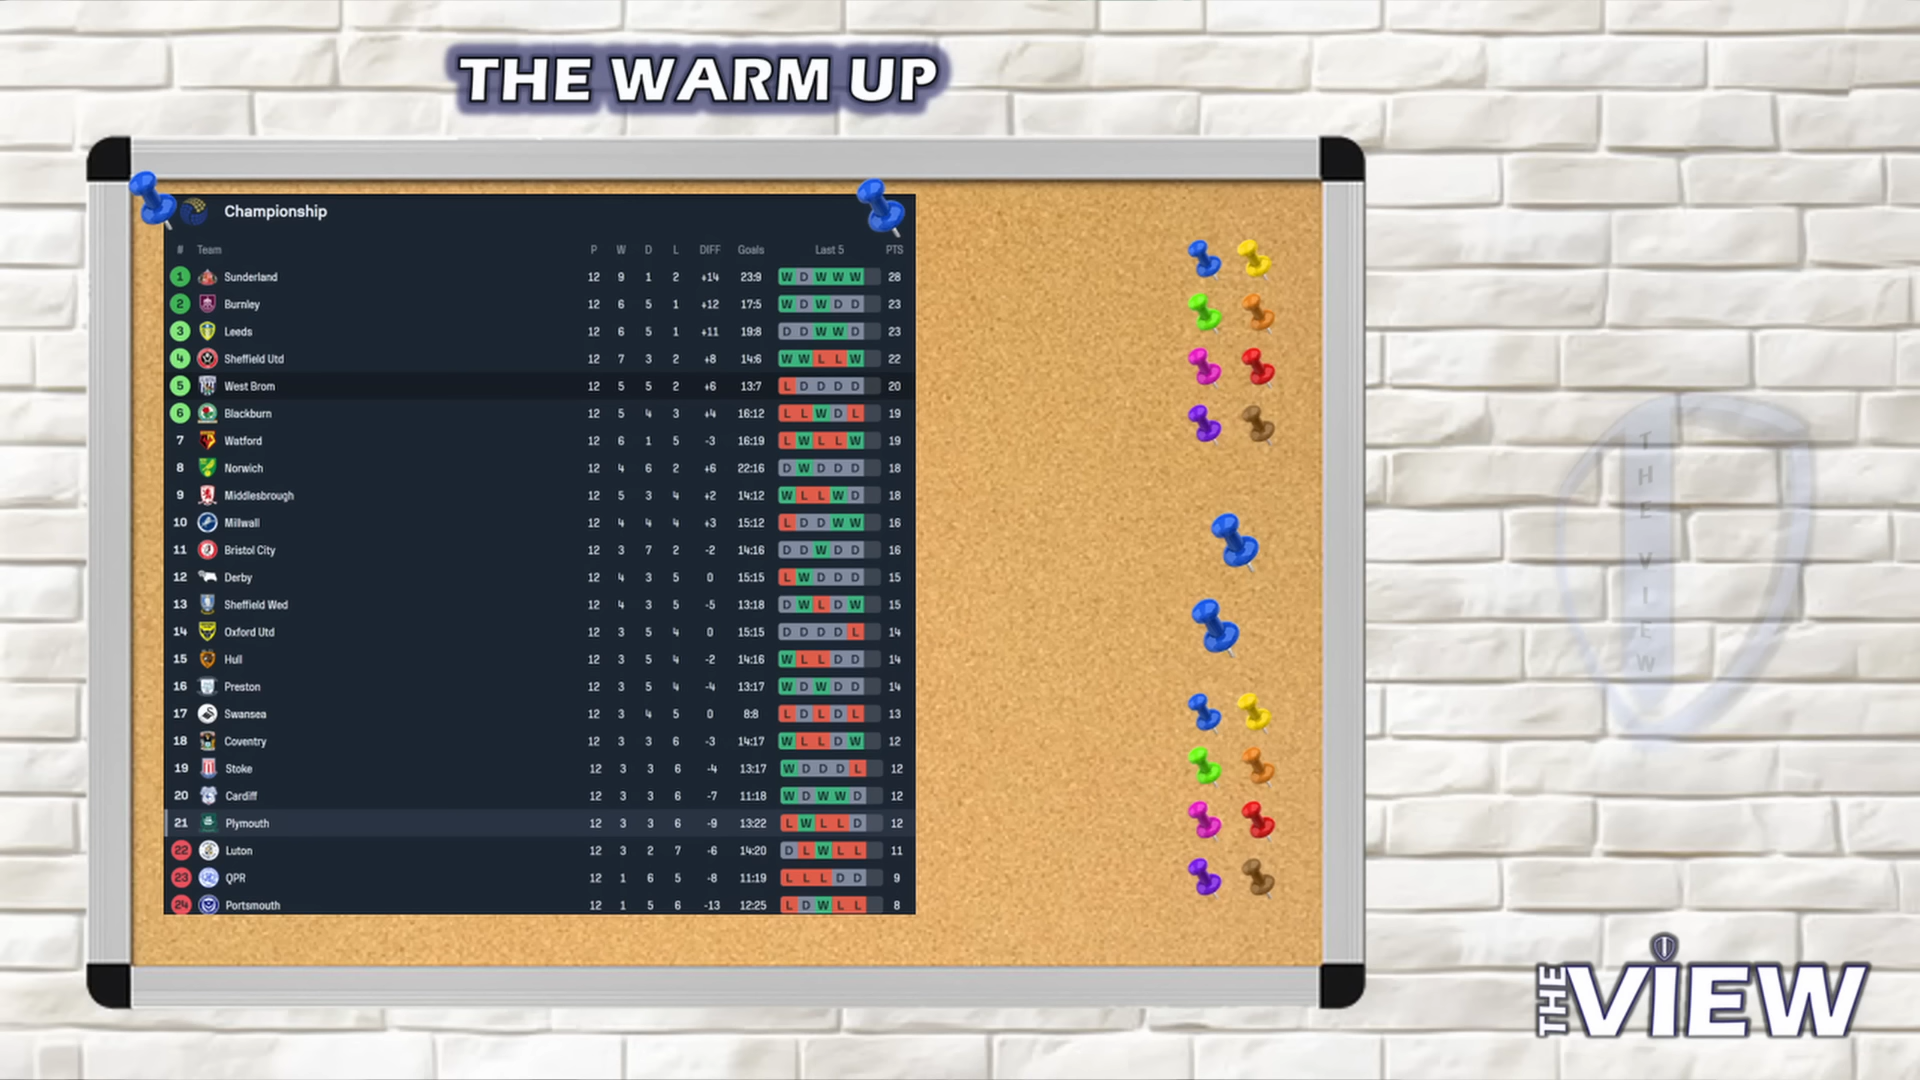 THE WARM UP
Championship
# Team P W D L DIFF Goals Last 5 PTS
1 Sunderland 12 9 1 2 +14 23:9 W D W W W 28
2 Burnley 12 6 5 1 +12 17:5 W D W D D 23
3 Leeds 12 6 5 1 +11 19:8 D D W W D 23
4 Sheffield Utd 12 7 3 2 +8 14:6 W W L L W 22
5 West Brom 12 5 5 2 +6 13:7 L D D D D 20
6 Blackburn 12 5 4 3 +4 16:12 L L W D L 19
7 Watford 12 6 1 5 -3 16:19 L W L L W 19
8 Norwich 12 4 6 2 +6 22:16 D W D D D 18
9 Middlesbrough 12 5 3 4 +2 14:12 W L L W D 18
10 Millwall 12 4 4 4 +3 15:12 L D D W W 16
11 Bristol City 12 3 7 2 -2 14:16 D D W D D 16
12 Derby 12 4 3 5 0 15:15 L W D D D 15
13 Sheffield Wed 12 4 3 5 -5 13:18 D W L D W 15
14 Oxford Utd 12 3 5 4 0 15:15 D D D D L 14
15 Hull 12 3 5 4 -2 14:16 W L L D D 14
16 Preston 12 3 5 4 -4 13:17 W D W D D 14
17 Swansea 12 3 4 5 0 8:8 L D L D L 13
18 Coventry 12 3 3 6 -3 14:17 W L L D W 12
19 Stoke 12 3 3 6 -4 13:17 W D D D L 12
20 Cardiff 12 3 3 6 -7 11:18 W D W W D 12
21 Plymouth 12 3 3 6 -9 13:22 L W L L D 12
22 Luton 12 3 2 7 -6 14:20 D L W L L 11
23 QPR 12 1 6 5 -8 11:19 L L L D D 9
24 Portsmouth 12 1 5 6 -13 12:25 L D W L L 8
THE VIEW
THE VIEW